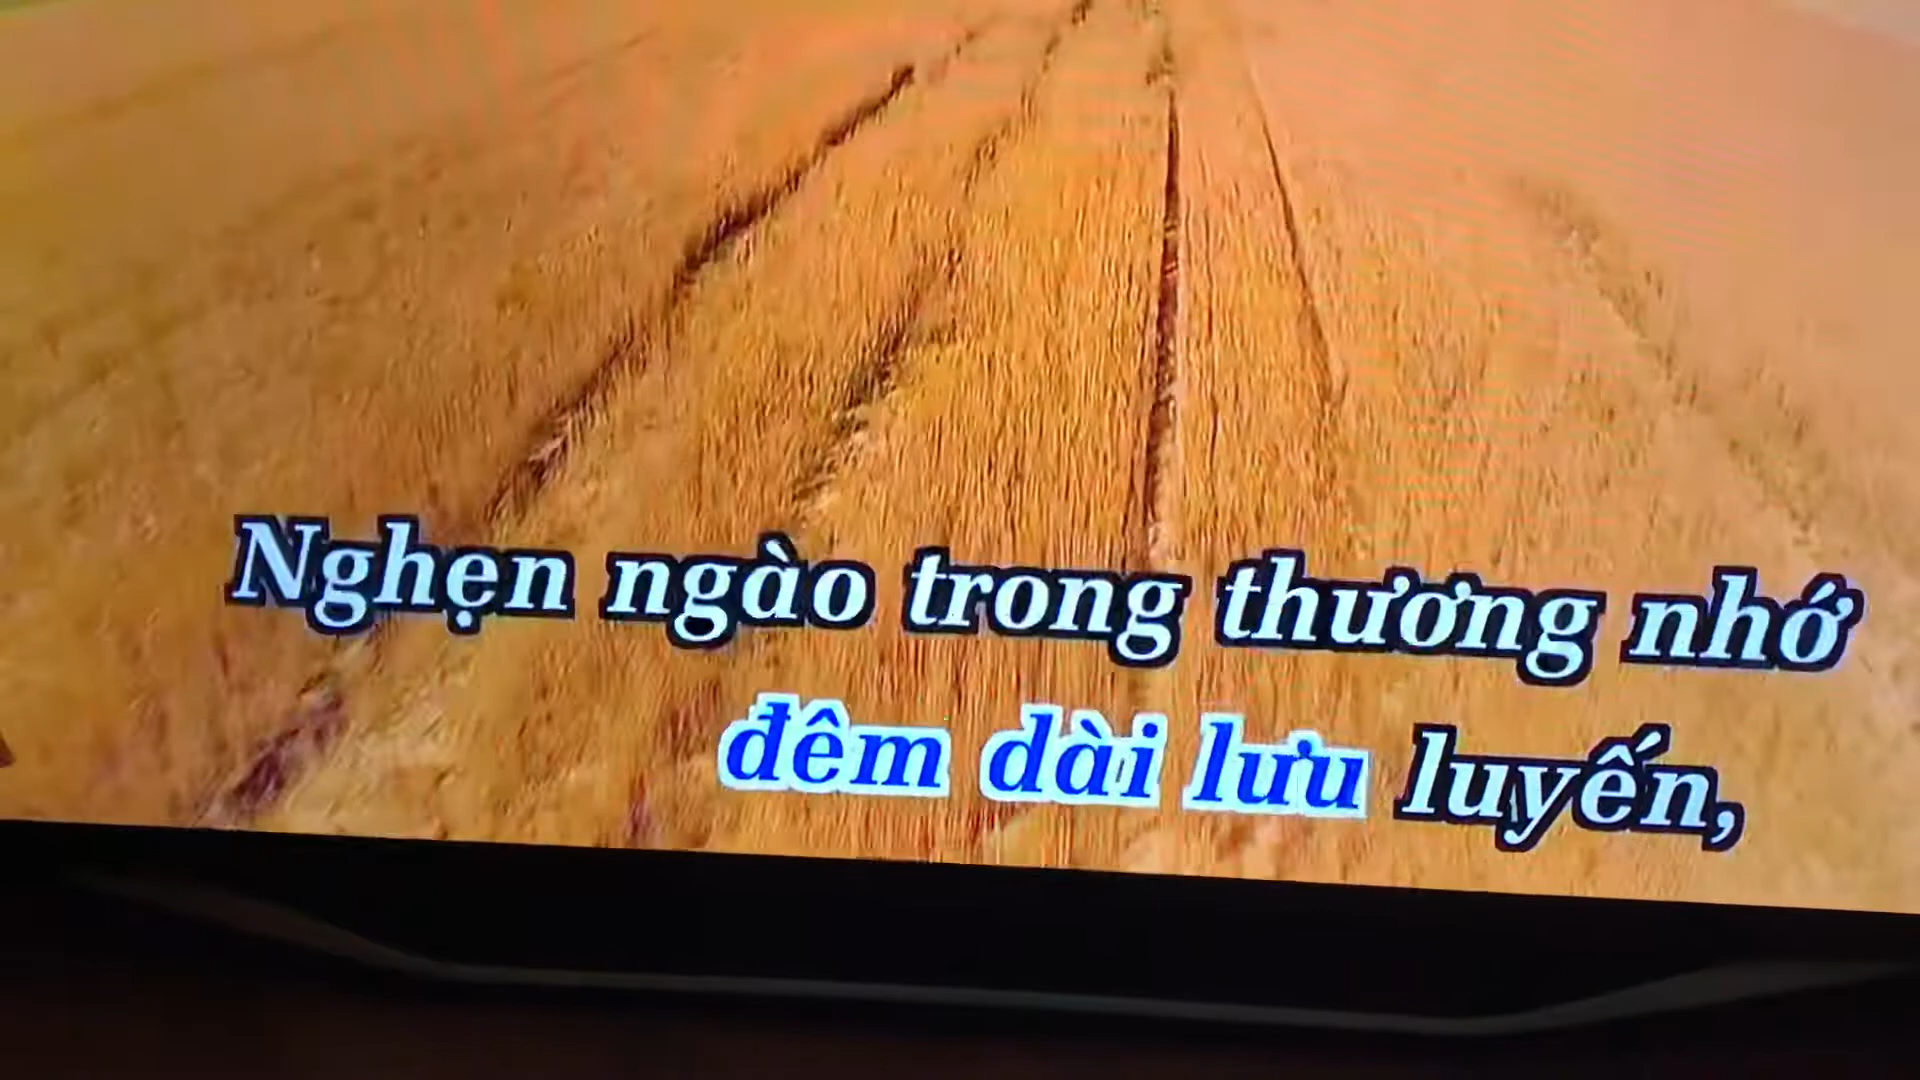 Nghẹn ngào trong thương nhớ
đêm dài lưu luyến,